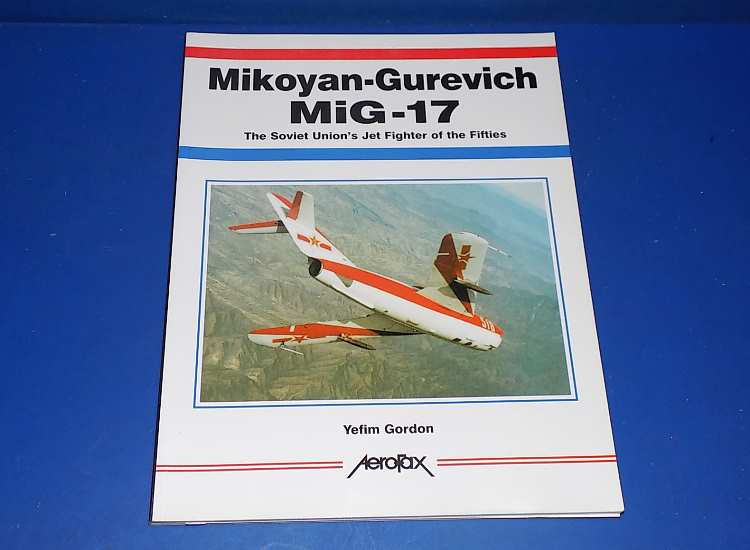 Mikoyan-Gurevich
MiG-17
The Soviet Union's Jet Fighter of the Fifties
Yefim Gordon
AeroFax